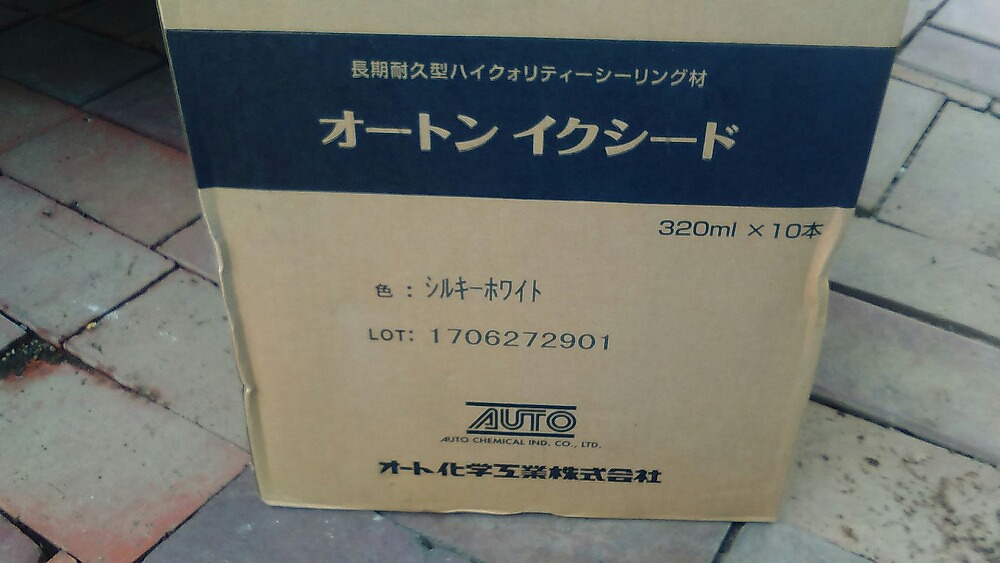 長期耐久型ハイクォリティーシーリング材
オートン イクシード
320ml × 10本
色 : シルキーホワイト
LOT: 1706272901
AUTO
AUTO CHEMICAL IND. CO., LTD.
オート化学工業株式会社